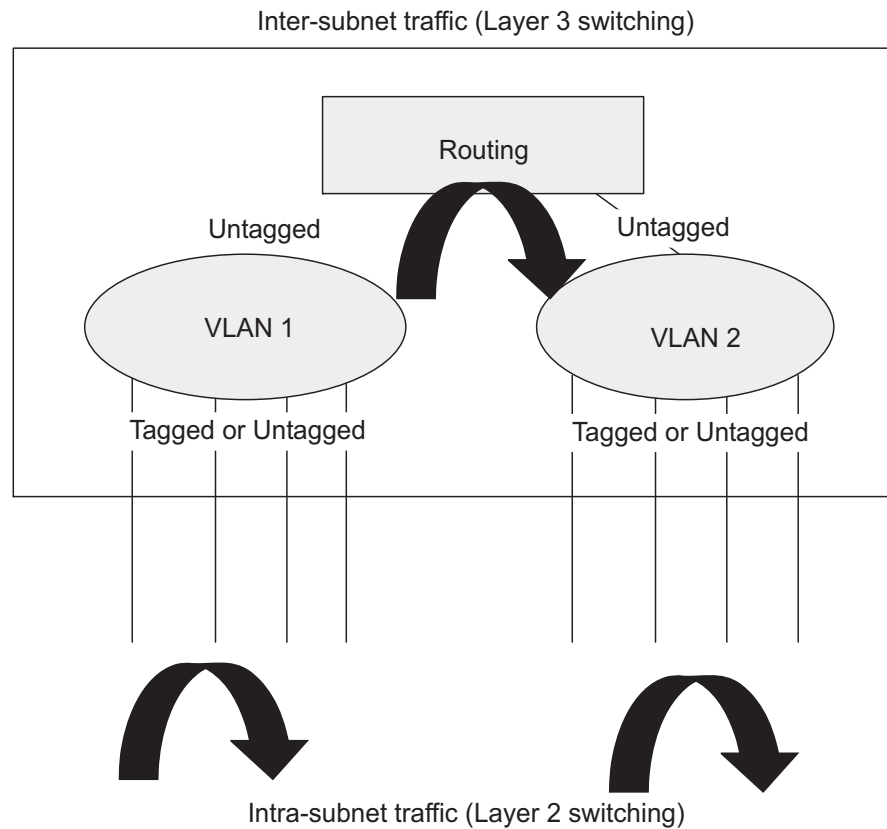 Inter-subnet traffic (Layer 3 switching)
Routing
Untagged
Untagged
VLAN 1
VLAN 2
Tagged or Untagged
Tagged or Untagged
Intra-subnet traffic (Layer 2 switching)